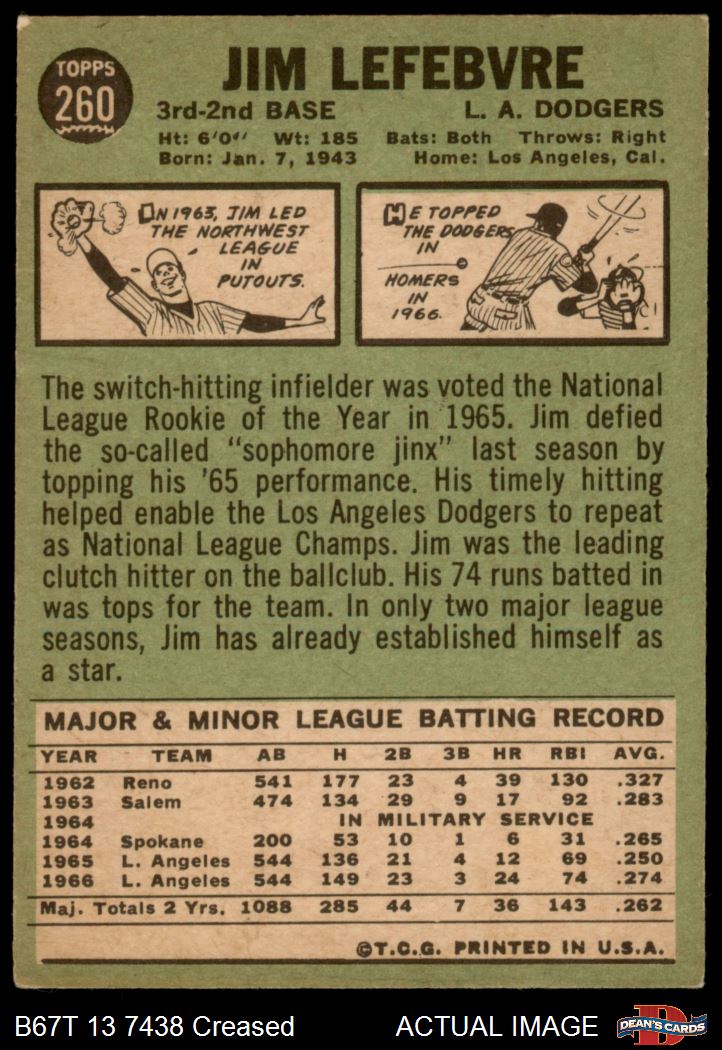 TOPPS
260
JIM LEFEBVRE
3rd-2nd BASE L. A. DODGERS
Ht: 6'0" Wt: 185 Bats: Both Throws: Right
Born: Jan. 7, 1943 Home: Los Angeles, Cal.
IN 1963, JIM LED
THE NORTHWEST
LEAGUE
IN
PUTOUTS.
HE TOPPED
THE DODGERS
IN
HOMERS
IN
1966.
The switch-hitting infielder was voted the National
League Rookie of the Year in 1965. Jim defied
the so-called "sophomore jinx" last season by
topping his '65 performance. His timely hitting
helped enable the Los Angeles Dodgers to repeat
as National League Champs. Jim was the leading
clutch hitter on the ballclub. His 74 runs batted in
was tops for the team. In only two major league
seasons, Jim has already established himself as
a star.
MAJOR & MINOR LEAGUE BATTING RECORD
YEAR TEAM AB H 2B 3B HR RBI AVG.
1962 Reno 541 177 23 4 39 130 .327
1963 Salem 474 134 29 9 17 92 .283
1964 IN MILITARY SERVICE
1964 Spokane 200 53 10 1 6 31 .265
1965 L. Angeles 544 136 21 4 12 69 .250
1966 L. Angeles 544 149 23 3 24 74 .274
Maj. Totals 2 Yrs. 1088 285 44 7 36 143 .262
©T.C.G. PRINTED IN U.S.A.
B67T 13 7438 Creased ACTUAL IMAGE
D
DEAN'S CARDS